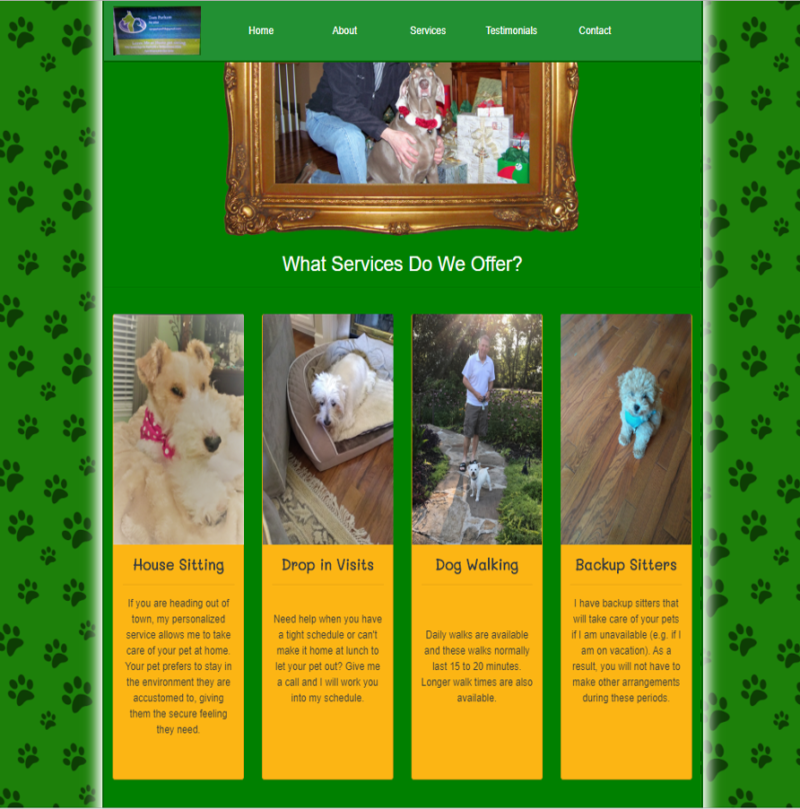 Home About Services Testimonials Contact
What Services Do We Offer?
House Sitting
If you are heading out of
town, my personalized
service allows me to take
care of your pet at home.
Your pet prefers to stay in
the environment they are
accustomed to, giving
them the secure feeling
they need.
Drop in Visits
Need help when you have
a tight schedule or can't
make it home at lunch to
let your pet out? Give me
a call and I will work you
into my schedule.
Dog Walking
Daily walks are available
and these walks normally
last 15 to 20 minutes.
Longer walk times are also
available.
Backup Sitters
I have backup sitters that
will take care of your pets
if I am unavailable (e.g. if I
am on vacation). As a
result, you will not have to
make other arrangements
during these periods.